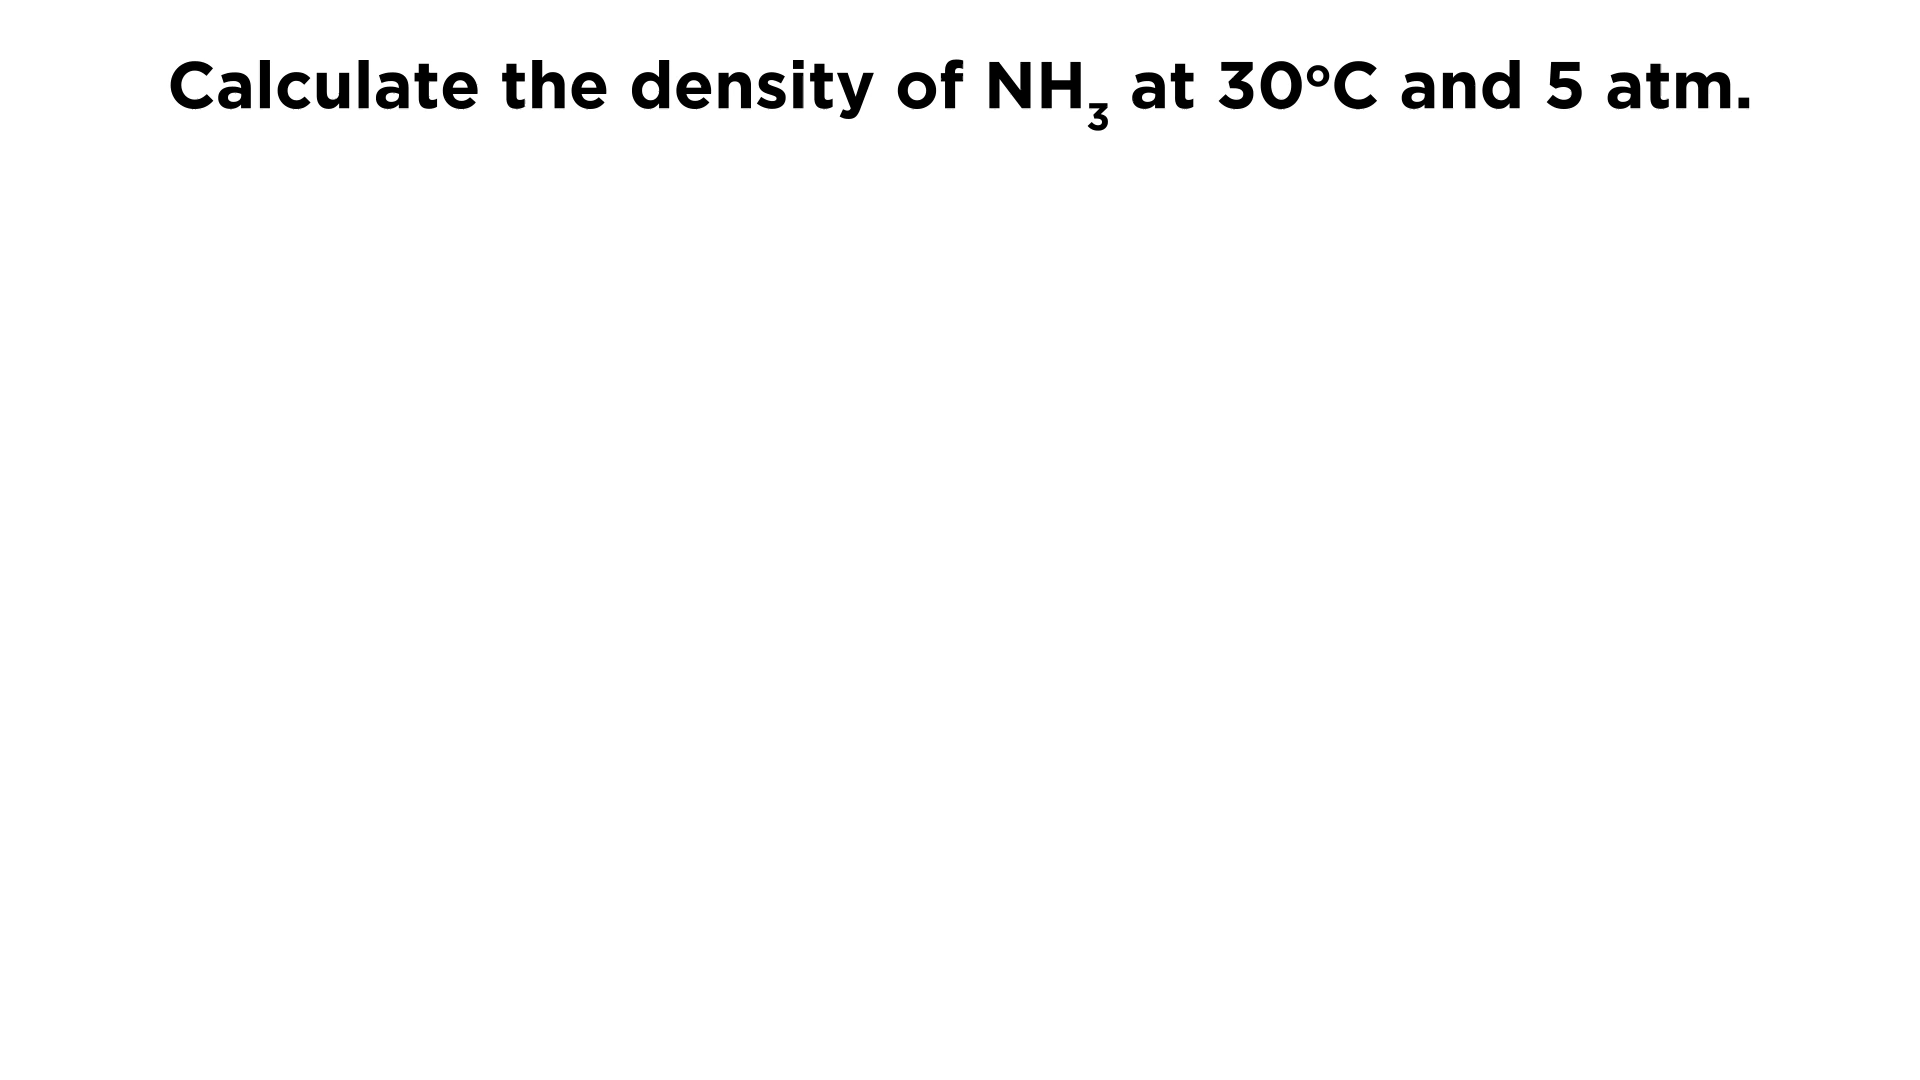 Calculate the density of NH₃ at 30°C and 5 atm.